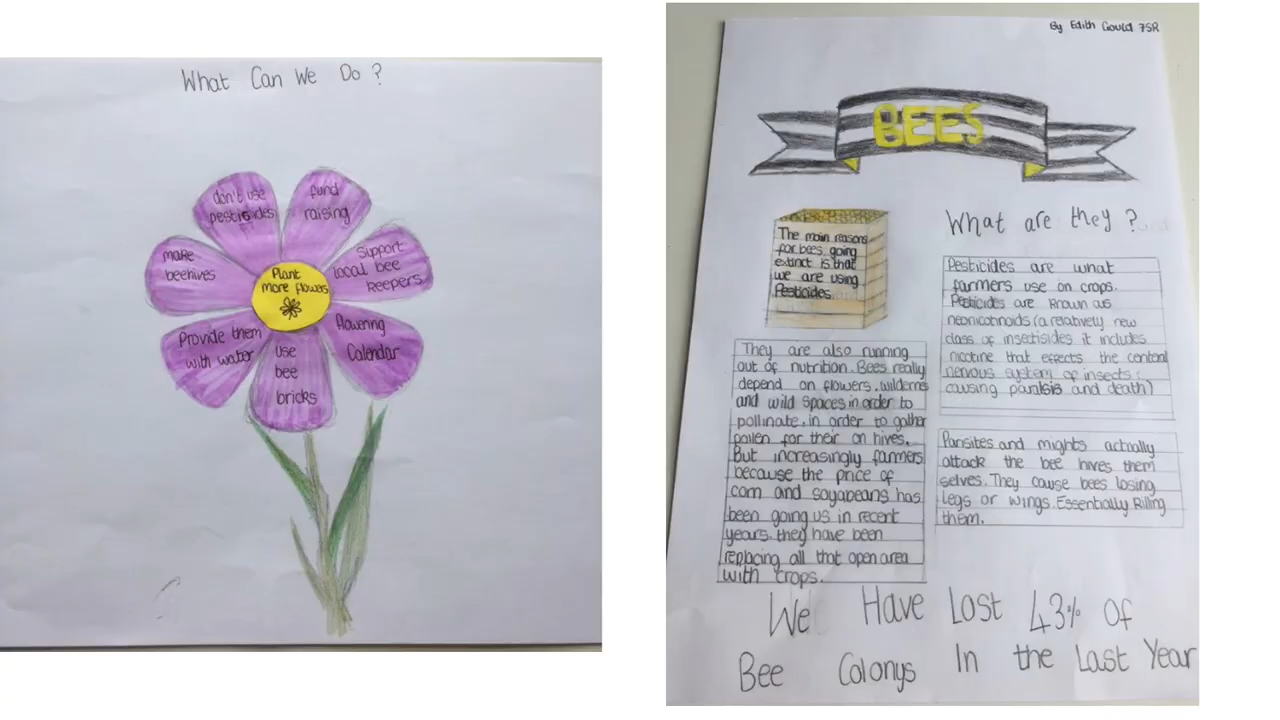 What Can We Do ?
don't use
pesticides
fund
raising
make
beehives
Support
local bee
keepers
Plant
more flowers
Provide them
with water
use
bee
bricks
flowering
Calendar
By Edith Gould 7SR
BEES
The main reasons
for bees going
extinct is that
we are using
Pesticides.
What are they ?
Pesticides are what
farmers use on crops.
Pesticides are known as
neonicotnoids (a relatively new
class of insectisides it includes
nicotine that effects the central
nervous system of insects;
causing paralsis and death)
They are also running
out of nutrition. Bees really
depend on flowers, wilderness
and wild spaces in order to
pollinate, in order to gather
pollen for their on hives.
But increasingly farmers
because the price of
corn and soyabeans has
been going us in recent
years, they have been
replacing all that open area
with crops.
Parisites and mights actually
attack the bee hives them
selves. They cause bees losing
legs or wings. Essentially killing
them.
We Have Lost 43% Of
Bee Colonys In the Last Year